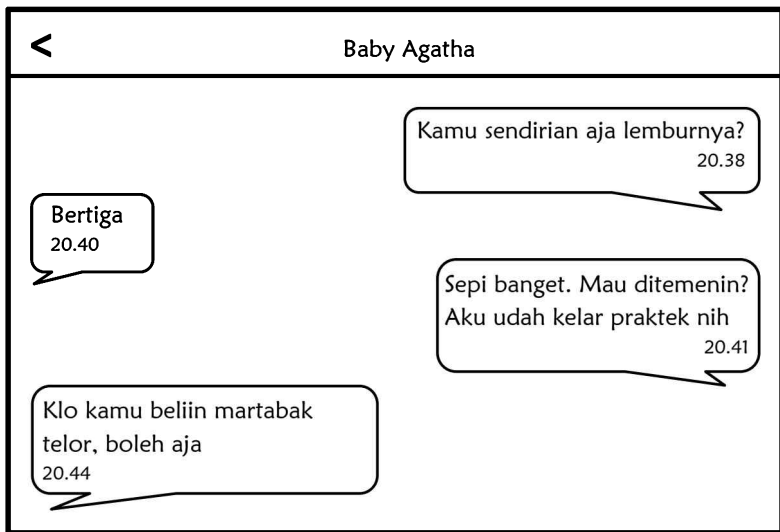 <
Baby Agatha
Kamu sendirian aja lemburnya?
20.38
Bertiga
20.40
Sepi banget. Mau ditemenin?
Aku udah kelar praktek nih
20.41
Klo kamu beliin martabak
telor, boleh aja
20.44